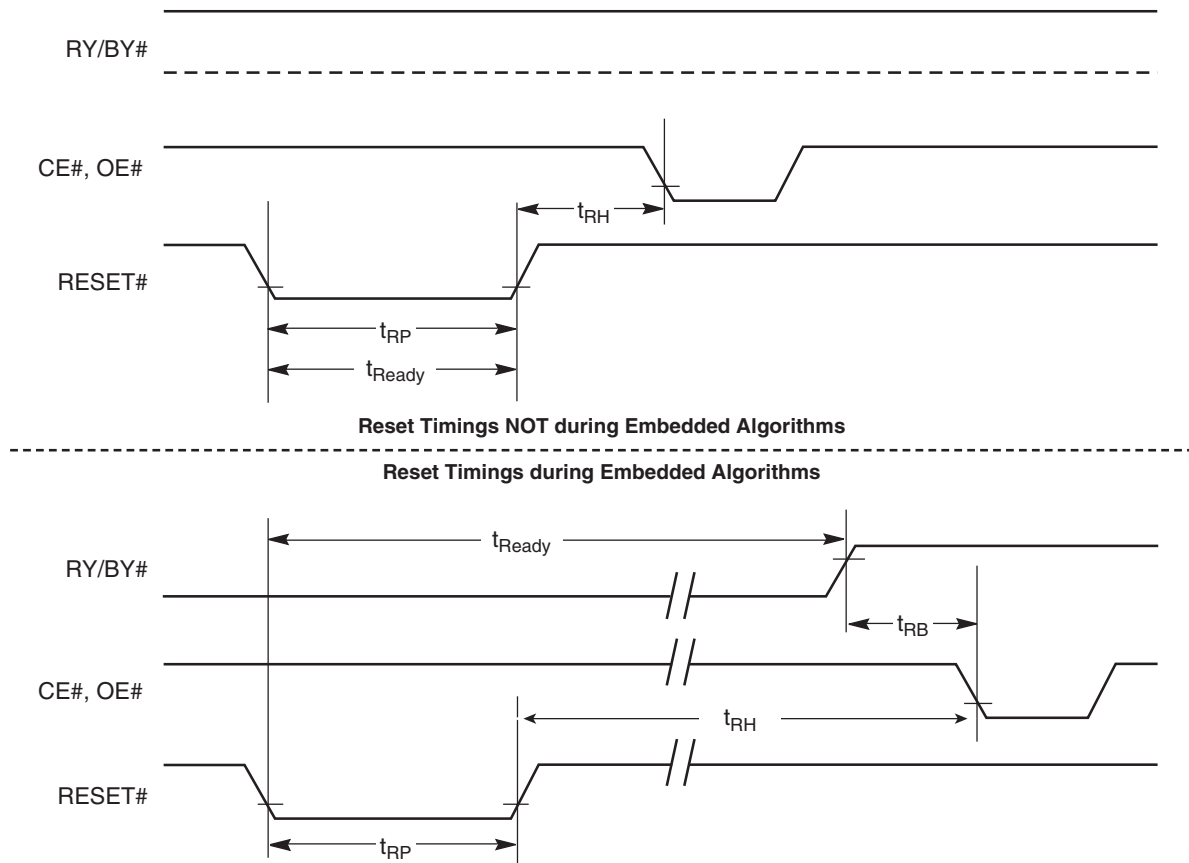 RY/BY#
CE#, OE#
tRH
RESET#
tRP
tReady
Reset Timings NOT during Embedded Algorithms
Reset Timings during Embedded Algorithms
tReady
RY/BY#
tRB
CE#, OE#
tRH
RESET#
tRP